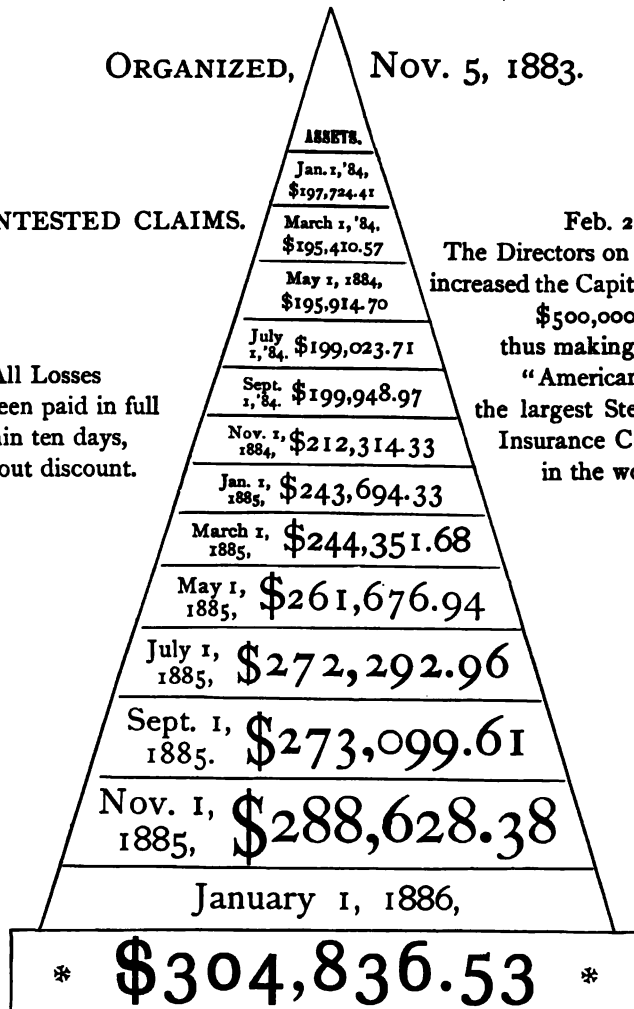 ORGANIZED, NOV. 5, 1883.
ASSETS.
Jan. 1, '84,
$197,724.41
NTESTED CLAIMS.
March 1, '84,
$195,410.57
May 1, 1884,
$195,914.70
July
1, '84. $199,023.71
Sept.
1, '84. $199,948.97
Nov. 1,
1884, $212,314.33
Jan. 1,
1885, $243,694.33
March 1,
1885, $244,351.68
May 1,
1885, $261,676.94
July 1,
1885, $272,292.96
Sept. 1,
1885. $273,099.61
Nov. 1,
1885, $288,628.38
January 1, 1886,
* $304,836.53 *
All Losses
een paid in full
in ten days,
out discount.
Feb. 2
The Directors on
increased the Capit
$500,000
thus making
"American
the largest Ste
Insurance C
in the wo